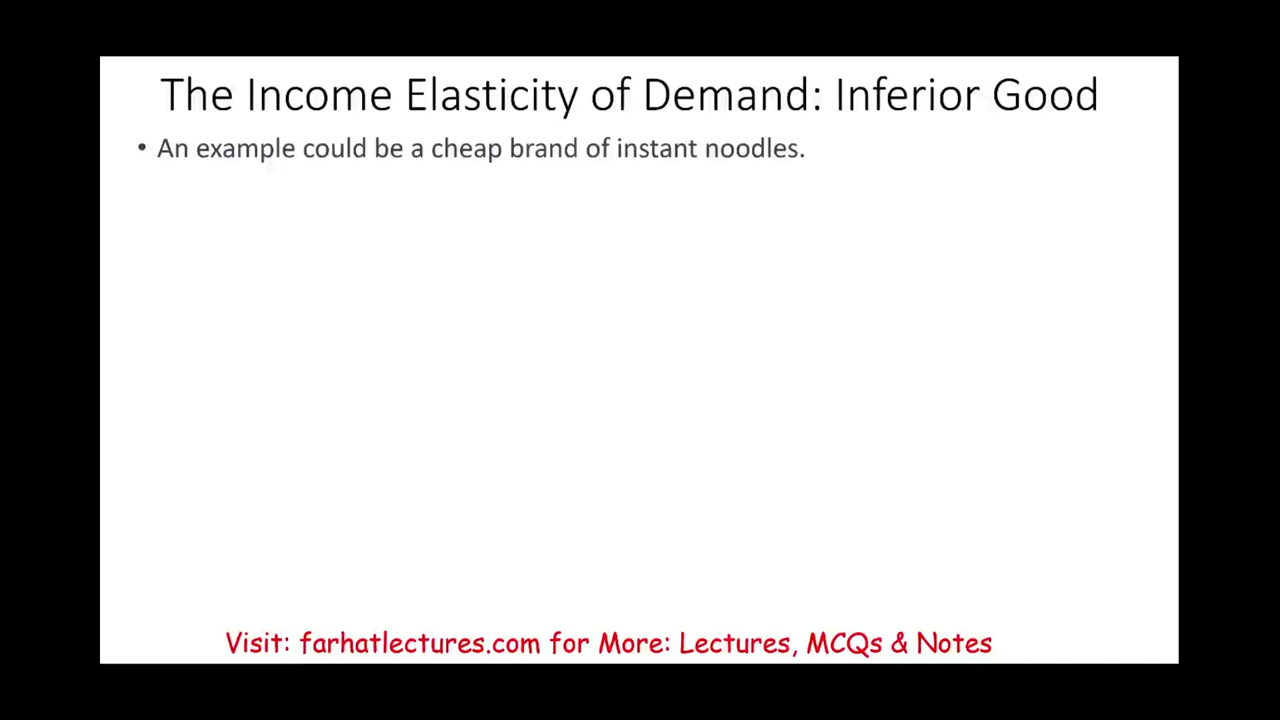 The Income Elasticity of Demand: Inferior Good
• An example could be a cheap brand of instant noodles.
Visit: farhatlectures.com for More: Lectures, MCQs & Notes